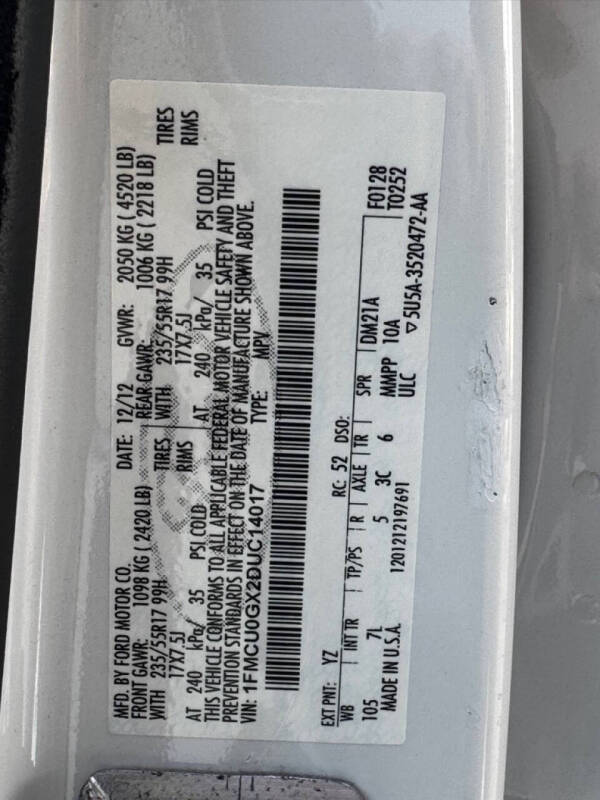 MFD. BY FORD MOTOR CO. DATE: 12/12 GVWR: 2050 KG ( 4520 LB)
FRONT GAWR: 1098 KG ( 2420 LB) REAR GAWR: 1006 KG ( 2218 LB)
WITH 235/55R17 99H TIRES WITH 235/55R17 99H TIRES
17X7.5J RIMS 17X7.5J RIMS
AT 240 kPa/ 35 PSI COLD AT 240 kPa/ 35 PSI COLD
THIS VEHICLE CONFORMS TO ALL APPLICABLE FEDERAL MOTOR VEHICLE SAFETY AND THEFT
PREVENTION STANDARDS IN EFFECT ON THE DATE OF MANUFACTURE SHOWN ABOVE.
VIN: 1FMCU0GX2DUC14017 TYPE: MPV
EXT PNT: YZ RC: 52 DSO: F0128
WB INT TR TP/PS R AXLE TR SPR DM21A T0252
105 7L 5 3C 6 MMPP 10A
MADE IN U.S.A. ULC ▽5U5A-3520472-AA
1201212197691